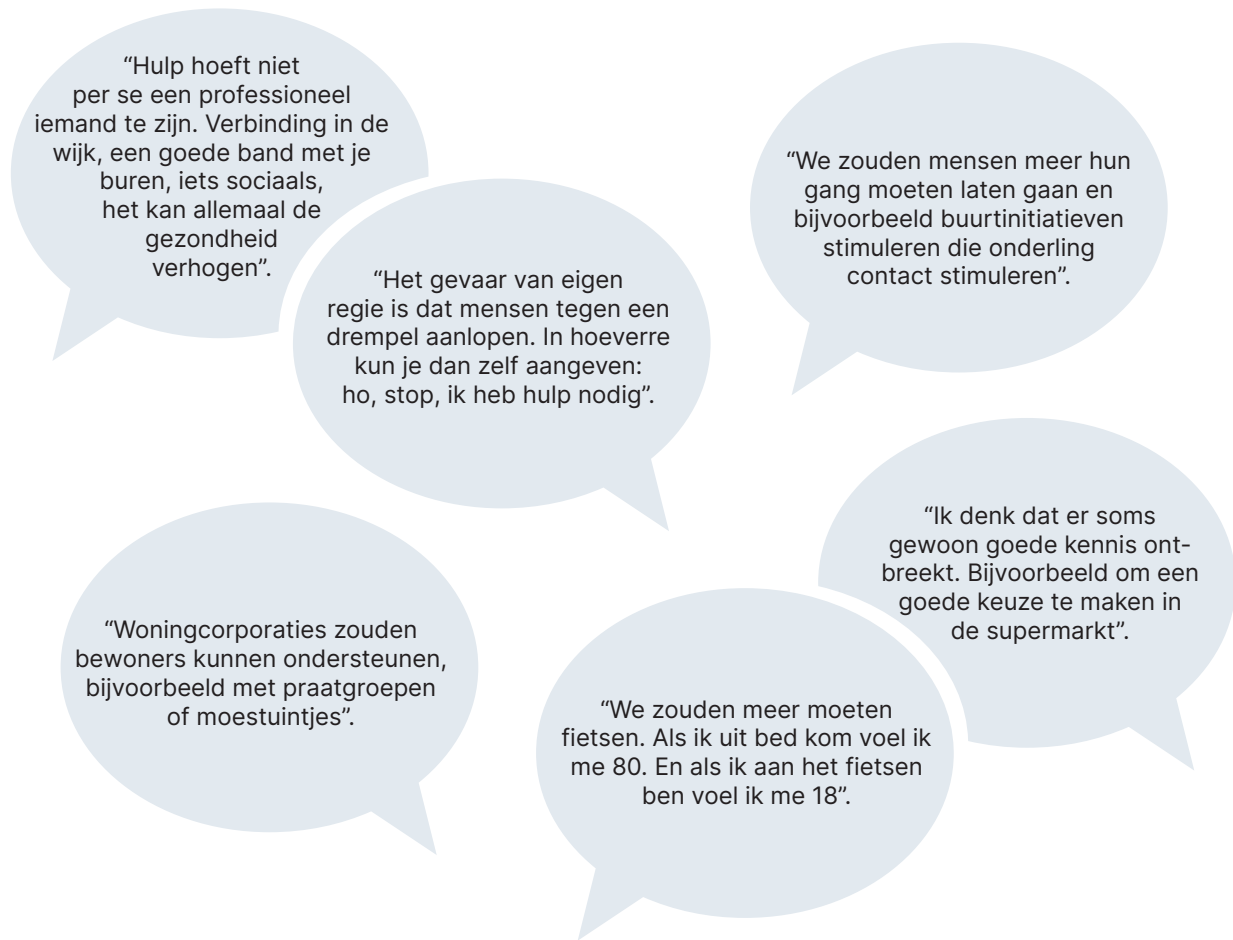 “Hulp hoeft niet
per se een professioneel
iemand te zijn. Verbinding in de
wijk, een goede band met je
buren, iets sociaals,
het kan allemaal de
gezondheid
verhogen”.
“Het gevaar van eigen
regie is dat mensen tegen een
drempel aanlopen. In hoeverre
kun je dan zelf aangeven:
ho, stop, ik heb hulp nodig”.
“We zouden mensen meer hun
gang moeten laten gaan en
bijvoorbeeld buurtinitiatieven
stimuleren die onderling
contact stimuleren”.
“Ik denk dat er soms
gewoon goede kennis ont-
breekt. Bijvoorbeeld om een
goede keuze te maken in
de supermarkt”.
“Woningcorporaties zouden
bewoners kunnen ondersteunen,
bijvoorbeeld met praatgroepen
of moestuintjes”.
“We zouden meer moeten
fietsen. Als ik uit bed kom voel ik
me 80. En als ik aan het fietsen
ben voel ik me 18”.